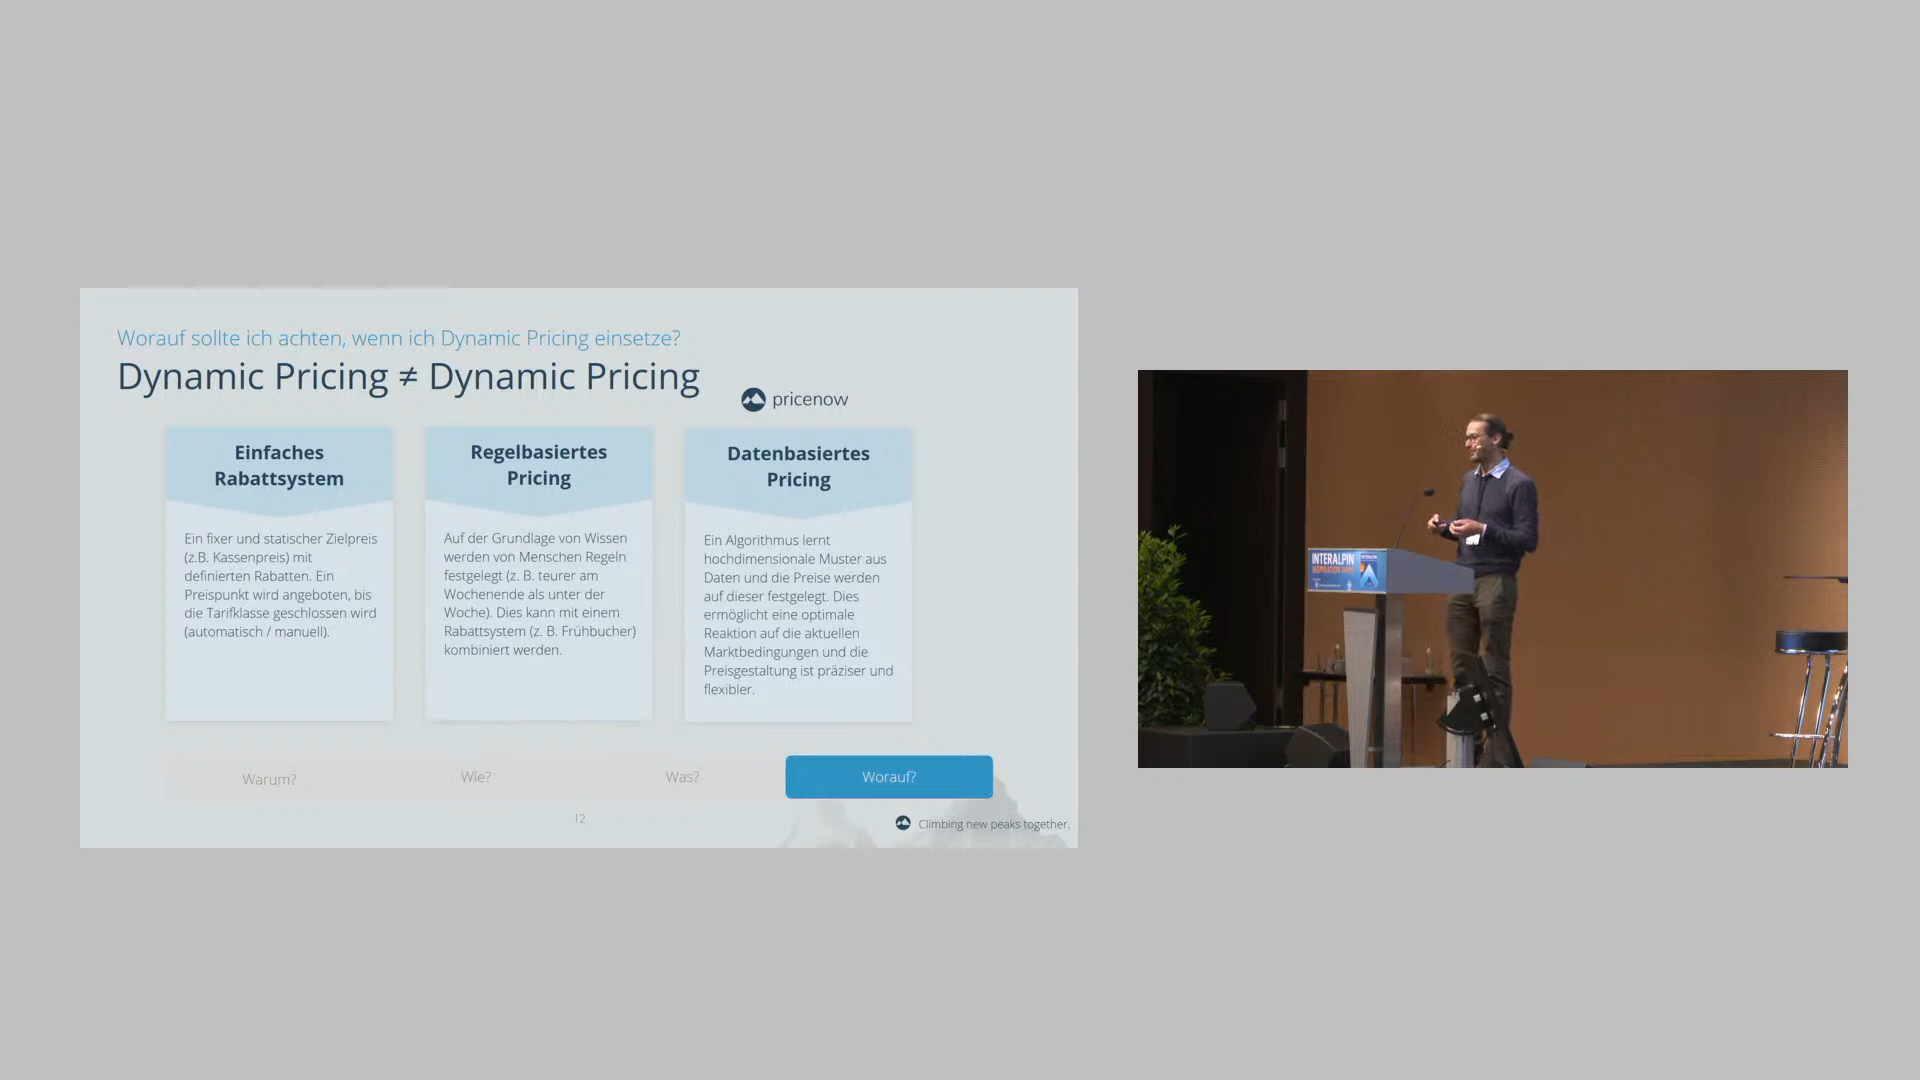 Worauf sollte ich achten, wenn ich Dynamic Pricing einsetze?
Dynamic Pricing ≠ Dynamic Pricing
pricenow
Einfaches
Rabattsystem
Ein fixer und statischer Zielpreis
(z.B. Kassenpreis) mit
definierten Rabatten. Ein
Preispunkt wird angeboten, bis
die Tarifklasse geschlossen wird
(automatisch / manuell).
Regelbasiertes
Pricing
Auf der Grundlage von Wissen
werden von Menschen Regeln
festgelegt (z. B. teurer am
Wochenende als unter der
Woche). Dies kann mit einem
Rabattsystem (z. B. Frühbucher)
kombiniert werden.
Datenbasiertes
Pricing
Ein Algorithmus lernt
hochdimensionale Muster aus
Daten und die Preise werden
auf dieser festgelegt. Dies
ermöglicht eine optimale
Reaktion auf die aktuellen
Marktbedingungen und die
Preisgestaltung ist präziser und
flexibler.
Warum?
Wie?
Was?
Worauf?
12
Climbing new peaks together.
INTERALPIN
INSPIRATION DAYS